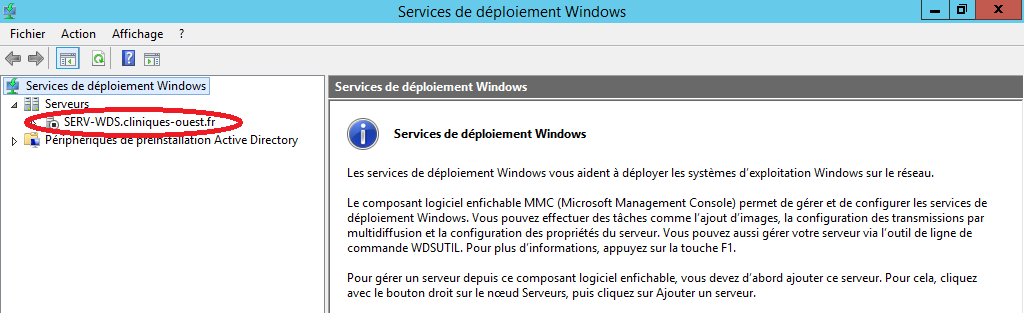 Services de déploiement Windows
Fichier Action Affichage ?
Services de déploiement Windows
Serveurs
SERV-WDS.cliniques-ouest.fr
Périphériques de préinstallation Active Directory
Services de déploiement Windows
Services de déploiement Windows
Les services de déploiement Windows vous aident à déployer les systèmes d'exploitation Windows sur le réseau.
Le composant logiciel enfichable MMC (Microsoft Management Console) permet de gérer et de configurer les services de
déploiement Windows. Vous pouvez effectuer des tâches comme l'ajout d'images, la configuration des transmissions par
multidiffusion et la configuration des propriétés du serveur. Vous pouvez aussi gérer votre serveur via l'outil de ligne de
commande WDSUTIL. Pour plus d'informations, appuyez sur la touche F1.
Pour gérer un serveur depuis ce composant logiciel enfichable, vous devez d'abord ajouter ce serveur. Pour cela, cliquez
avec le bouton droit sur le nœud Serveurs, puis cliquez sur Ajouter un serveur.